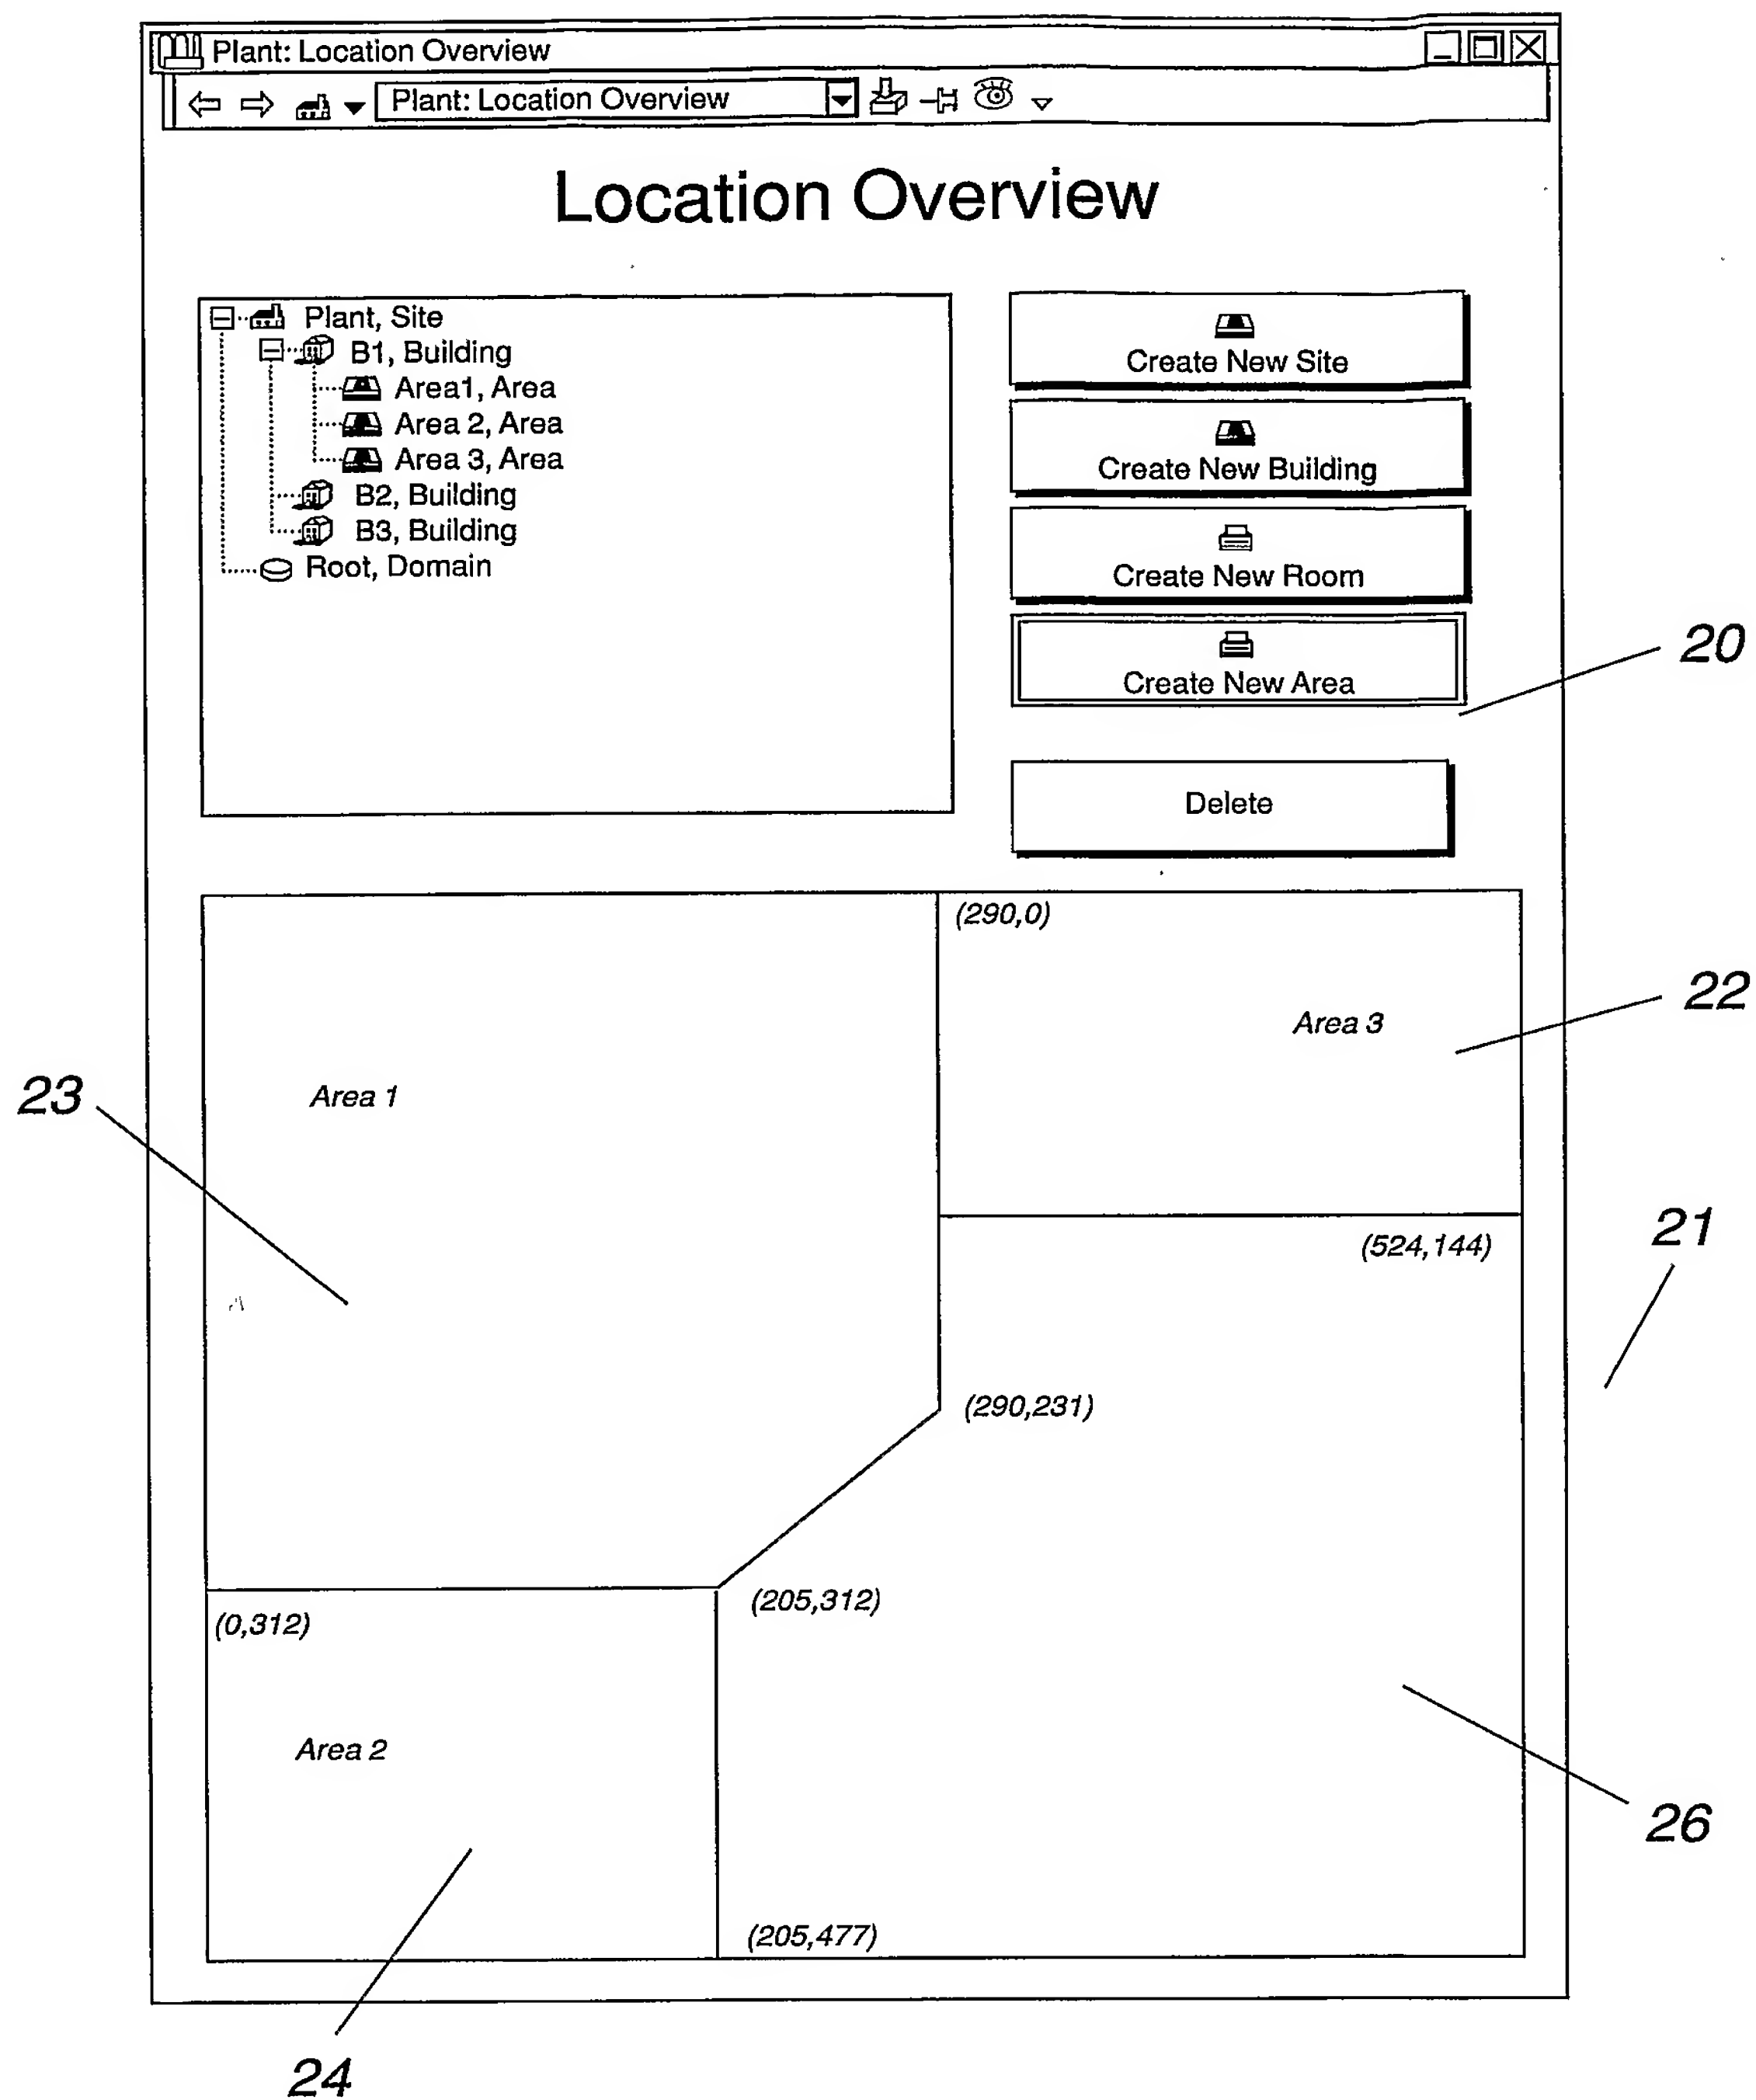 Plant: Location Overview
Plant: Location Overview
Location Overview
Plant, Site
B1, Building
Area1, Area
Area 2, Area
Area 3, Area
B2, Building
B3, Building
Root, Domain
Create New Site
Create New Building
Create New Room
Create New Area
Delete
20
(290,0)
Area 3
22
Area 1
23
(524,144)
21
(290,231)
(205,312)
(0,312)
Area 2
26
(205,477)
24